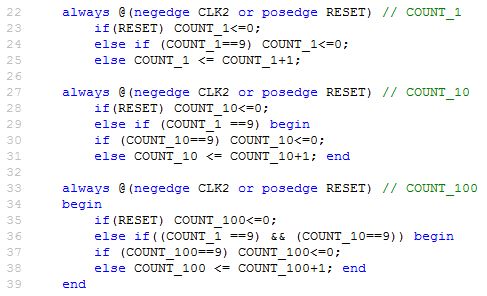 22 always @(negedge CLK2 or posedge RESET) // COUNT_1
23 if(RESET) COUNT_1<=0;
24 else if (COUNT_1==9) COUNT_1<=0;
25 else COUNT_1 <= COUNT_1+1;
26
27 always @(negedge CLK2 or posedge RESET) // COUNT_10
28 if(RESET) COUNT_10<=0;
29 else if (COUNT_1 ==9) begin
30 if (COUNT_10==9) COUNT_10<=0;
31 else COUNT_10 <= COUNT_10+1; end
32
33 always @(negedge CLK2 or posedge RESET) // COUNT_100
34 begin
35 if(RESET) COUNT_100<=0;
36 else if((COUNT_1 ==9) && (COUNT_10==9)) begin
37 if (COUNT_100==9) COUNT_100<=0;
38 else COUNT_100 <= COUNT_100+1; end
39 end